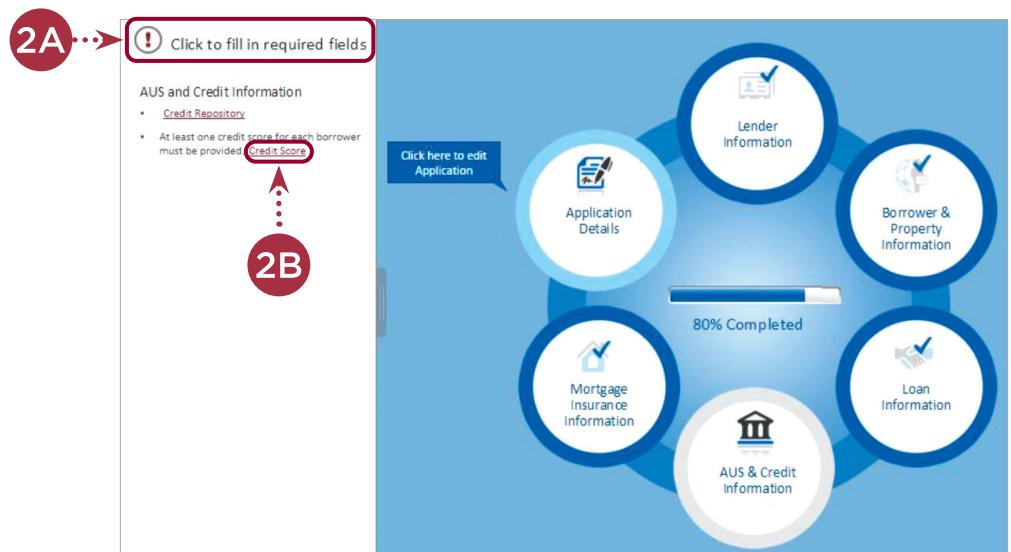 2A
Click to fill in required fields
AUS and Credit Information
• Credit Repository
• At least one credit score for each borrower
must be provided. Credit Score
2B
Click here to edit
Application
Lender
Information
Application
Details
Borrower &
Property
Information
80% Completed
Mortgage
Insurance
Information
Loan
Information
AUS & Credit
Information